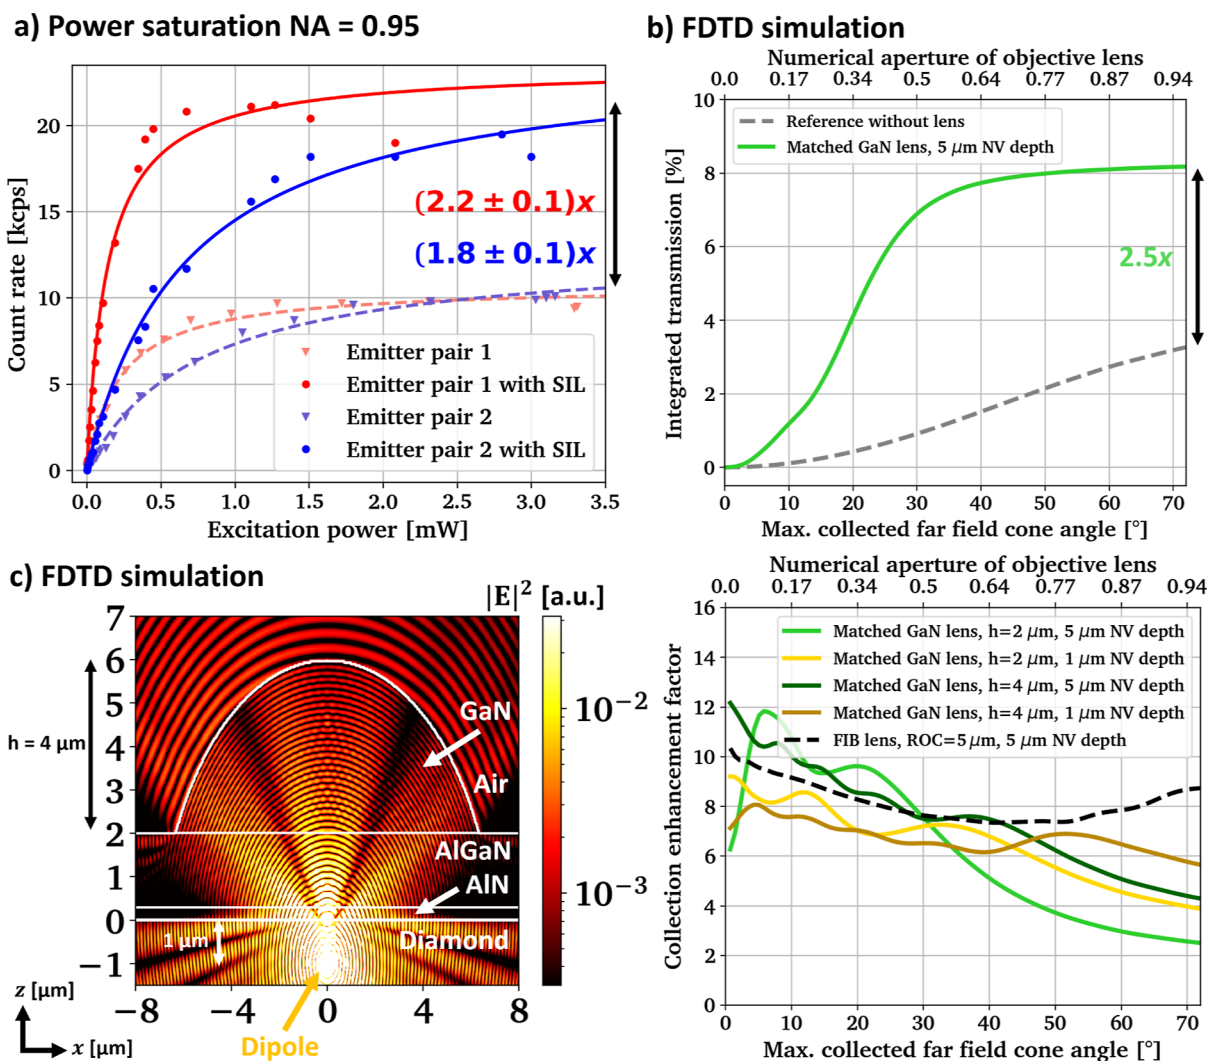 a) Power saturation NA = 0.95
Count rate [kcps]
20
15
10
5
0
(2.2 ± 0.1)x
(1.8 ± 0.1)x
Emitter pair 1
Emitter pair 1 with SIL
Emitter pair 2
Emitter pair 2 with SIL
0.0 0.5 1.0 1.5 2.0 2.5 3.0 3.5
Excitation power [mW]
b) FDTD simulation
Numerical aperture of objective lens
0.0 0.17 0.34 0.5 0.64 0.77 0.87 0.94
Integrated transmission [%]
10
8
6
4
2
0
Reference without lens
Matched GaN lens, 5 μm NV depth
2.5x
0 10 20 30 40 50 60 70
Max. collected far field cone angle [°]
c) FDTD simulation
|E|² [a.u.]
7
6
5
4
3
2
1
0
−1
h = 4 μm
GaN
Air
AlGaN
AlN
Diamond
1 μm
10⁻²
10⁻³
−8 −4 0 4 8
z [μm]
x [μm]
Dipole
Numerical aperture of objective lens
0.0 0.17 0.34 0.5 0.64 0.77 0.87 0.94
Collection enhancement factor
16
14
12
10
8
6
4
2
0
Matched GaN lens, h=2 μm, 5 μm NV depth
Matched GaN lens, h=2 μm, 1 μm NV depth
Matched GaN lens, h=4 μm, 5 μm NV depth
Matched GaN lens, h=4 μm, 1 μm NV depth
FIB lens, ROC=5 μm, 5 μm NV depth
0 10 20 30 40 50 60 70
Max. collected far field cone angle [°]